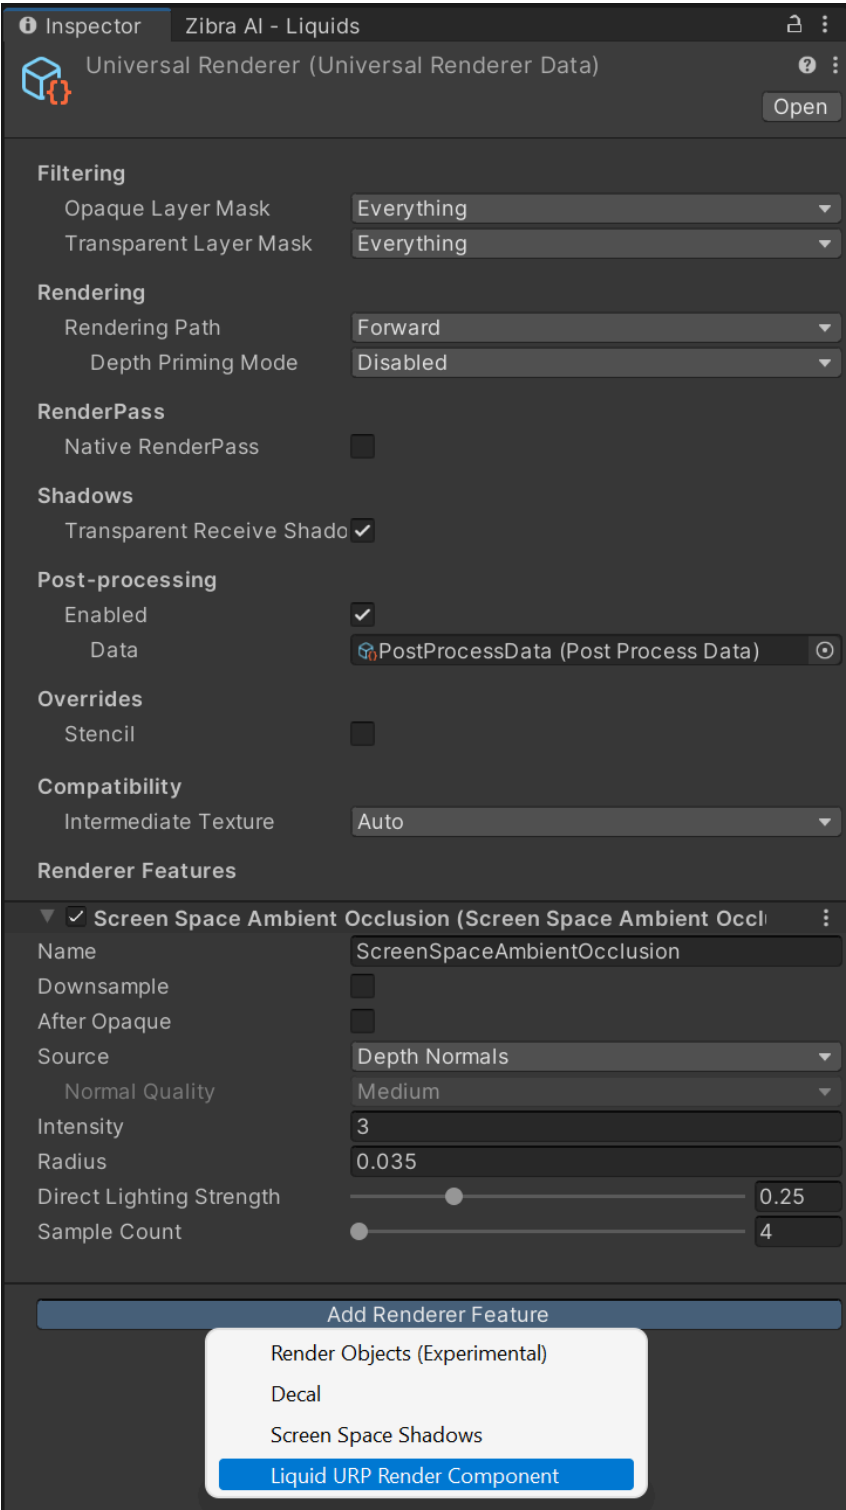 Inspector Zibra AI - Liquids
Universal Renderer (Universal Renderer Data)
Open
Filtering
Opaque Layer Mask Everything
Transparent Layer Mask Everything
Rendering
Rendering Path Forward
Depth Priming Mode Disabled
RenderPass
Native RenderPass
Shadows
Transparent Receive Shado
Post-processing
Enabled
Data PostProcessData (Post Process Data)
Overrides
Stencil
Compatibility
Intermediate Texture Auto
Renderer Features
Screen Space Ambient Occlusion (Screen Space Ambient Occl
Name ScreenSpaceAmbientOcclusion
Downsample
After Opaque
Source Depth Normals
Normal Quality Medium
Intensity 3
Radius 0.035
Direct Lighting Strength 0.25
Sample Count 4
Add Renderer Feature
Render Objects (Experimental)
Decal
Screen Space Shadows
Liquid URP Render Component